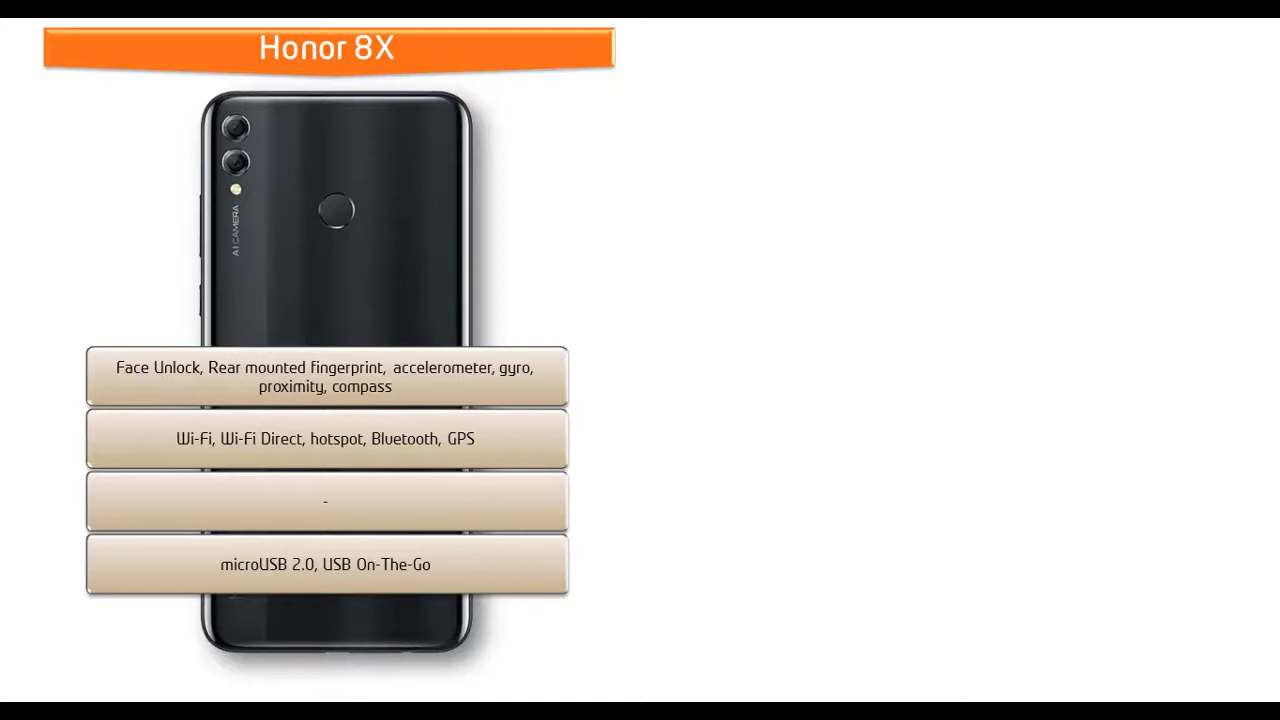 Honor 8X
AI CAMERA
Face Unlock, Rear mounted fingerprint, accelerometer, gyro,
proximity, compass
Wi-Fi, Wi-Fi Direct, hotspot, Bluetooth, GPS
-
microUSB 2.0, USB On-The-Go